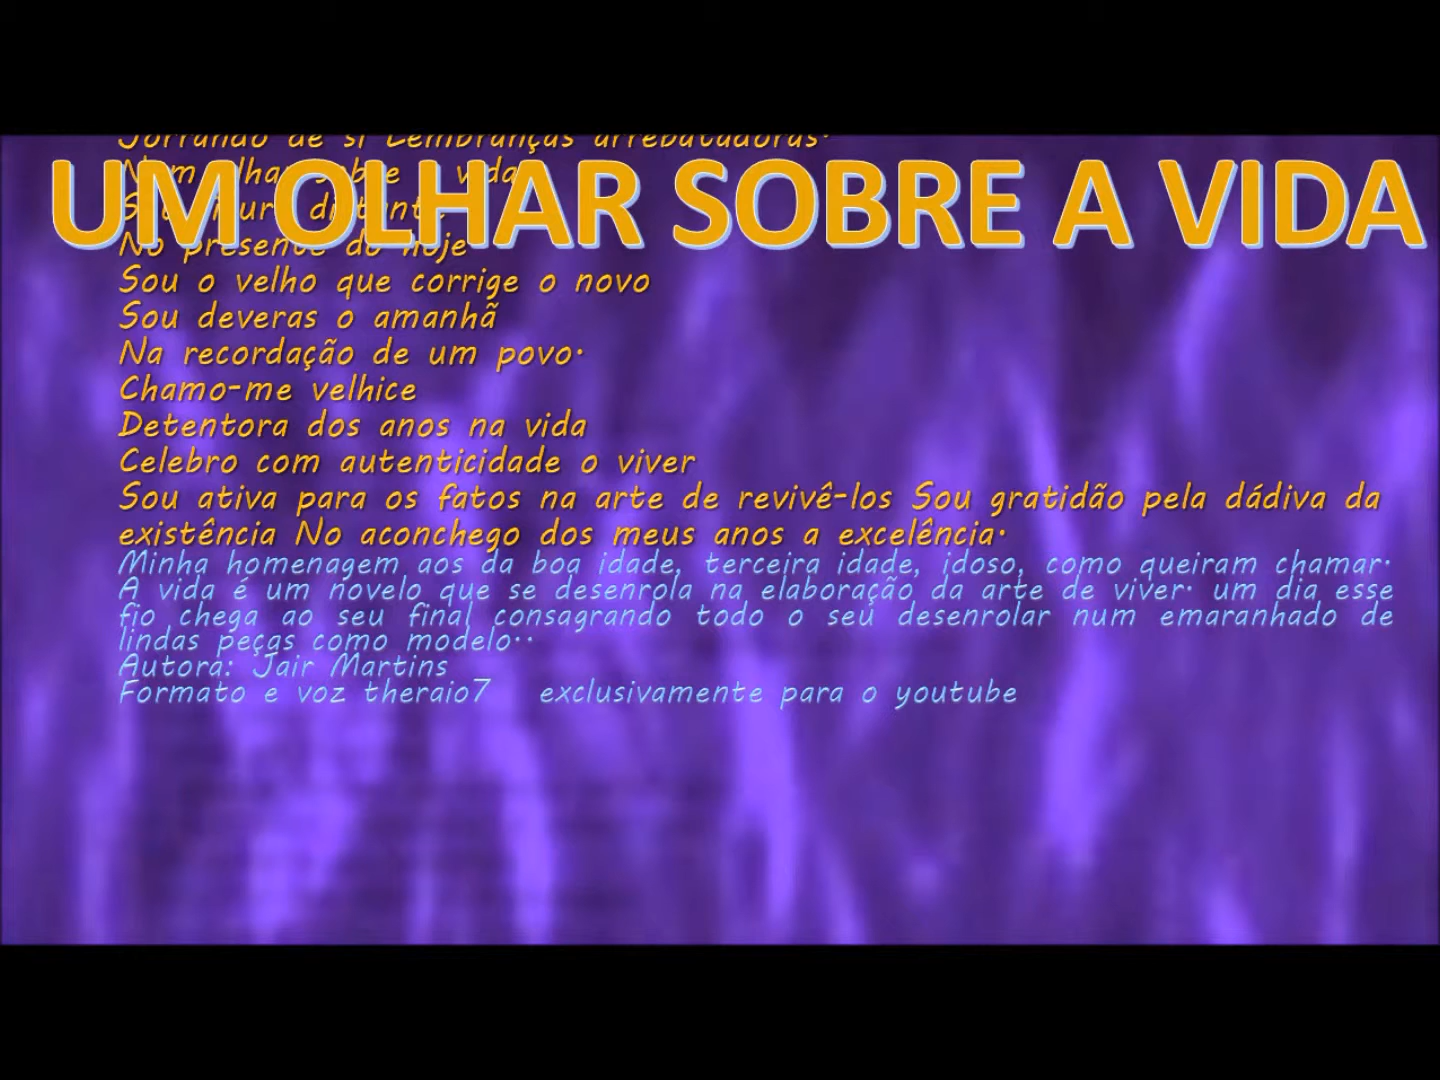 Jorrando de si Lembranças arrebatadoras.
UM OLHAR SOBRE A VIDA
No presente do hoje
Sou o velho que corrige o novo
Sou deveras o amanhã
Na recordação de um povo.
Chamo-me velhice
Detentora dos anos na vida
Celebro com autenticidade o viver
Sou ativa para os fatos na arte de revivê-los Sou gratidão pela dádiva da
existência No aconchego dos meus anos a excelência.
Minha homenagem aos da boa idade, terceira idade, idoso, como queiram chamar.
A vida é um novelo que se desenrola na elaboração da arte de viver. um dia esse
fio chega ao seu final consagrando todo o seu desenrolar num emaranhado de
lindas peças como modelo..
Autora: Jair Martins
Formato e voz theraio7 exclusivamente para o youtube